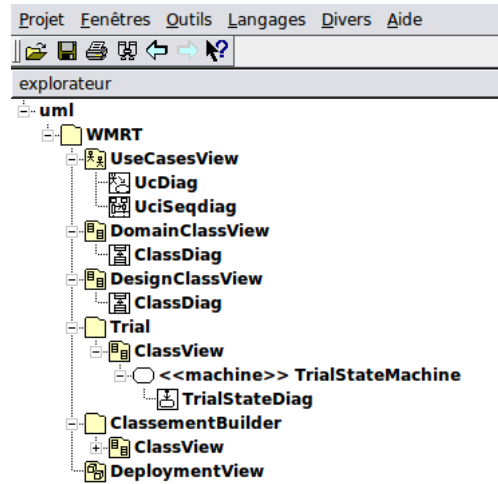 Projet Fenêtres Outils Langages Divers Aide
explorateur
uml
WMRT
UseCasesView
UcDiag
UciSeqdiag
DomainClassView
ClassDiag
DesignClassView
ClassDiag
Trial
ClassView
<<machine>> TrialStateMachine
TrialStateDiag
ClassementBuilder
ClassView
DeploymentView